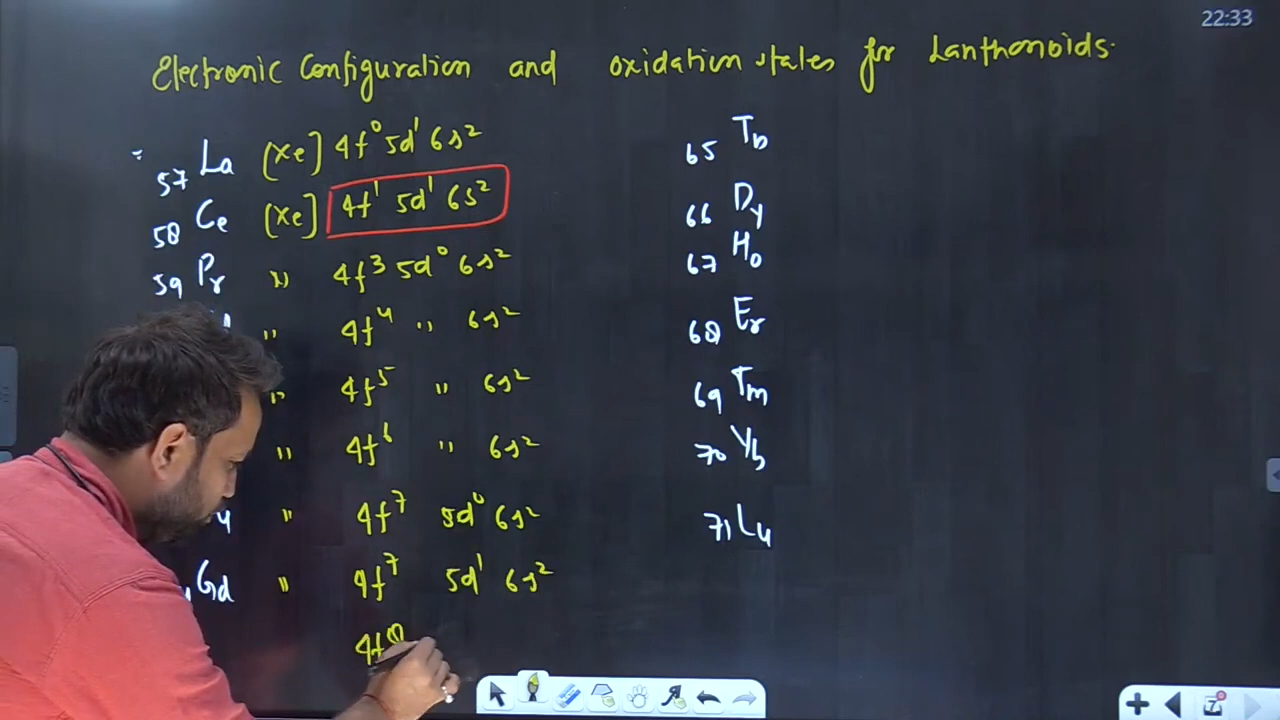 22:33
Electronic Configuration and oxidation states for Lanthanoids.
57 La [Xe] 4f⁰ 5d¹ 6s²
58 Ce [Xe] 4f¹ 5d¹ 6s²
59 Pr " 4f³ 5d⁰ 6s²
" 4f⁴ " 6s²
" 4f⁵ " 6s²
" 4f⁶ " 6s²
" 4f⁷ 5d⁰ 6s²
Gd " 4f⁷ 5d¹ 6s²
4f⁸
65 Tb
66 Dy
67 Ho
68 Er
69 Tm
70 Yb
71 Lu